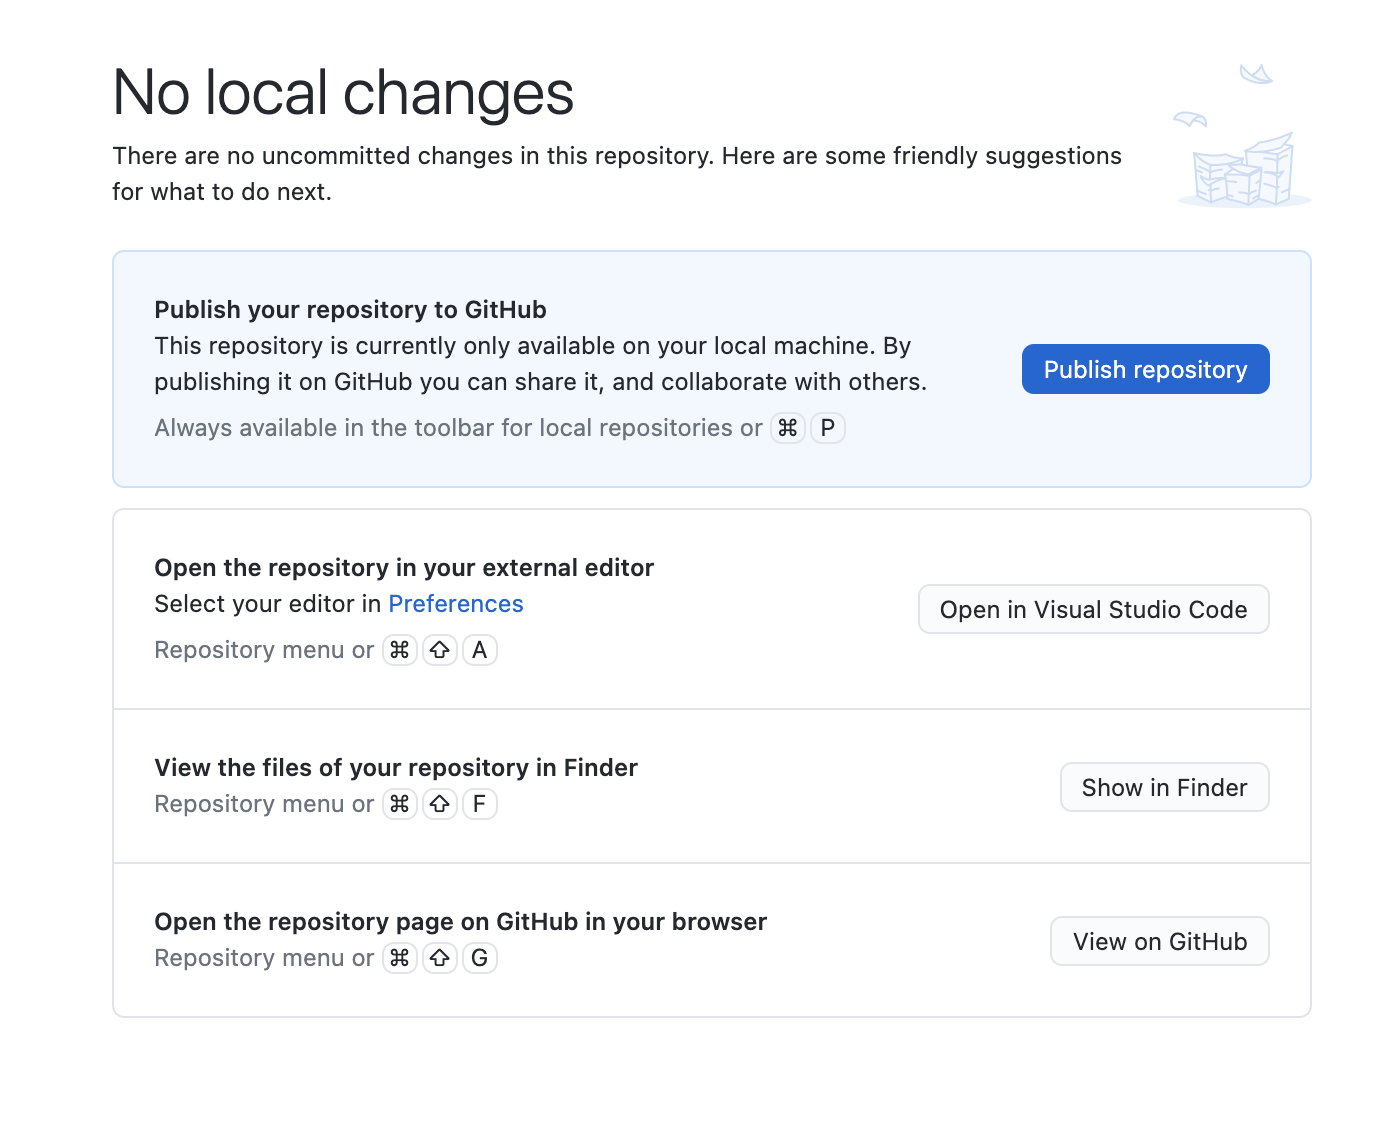 No local changes
There are no uncommitted changes in this repository. Here are some friendly suggestions
for what to do next.
Publish your repository to GitHub
This repository is currently only available on your local machine. By
publishing it on GitHub you can share it, and collaborate with others.
Always available in the toolbar for local repositories or ⌘ P
Publish repository
Open the repository in your external editor
Select your editor in Preferences
Repository menu or ⌘ ⇧ A
Open in Visual Studio Code
View the files of your repository in Finder
Repository menu or ⌘ ⇧ F
Show in Finder
Open the repository page on GitHub in your browser
Repository menu or ⌘ ⇧ G
View on GitHub